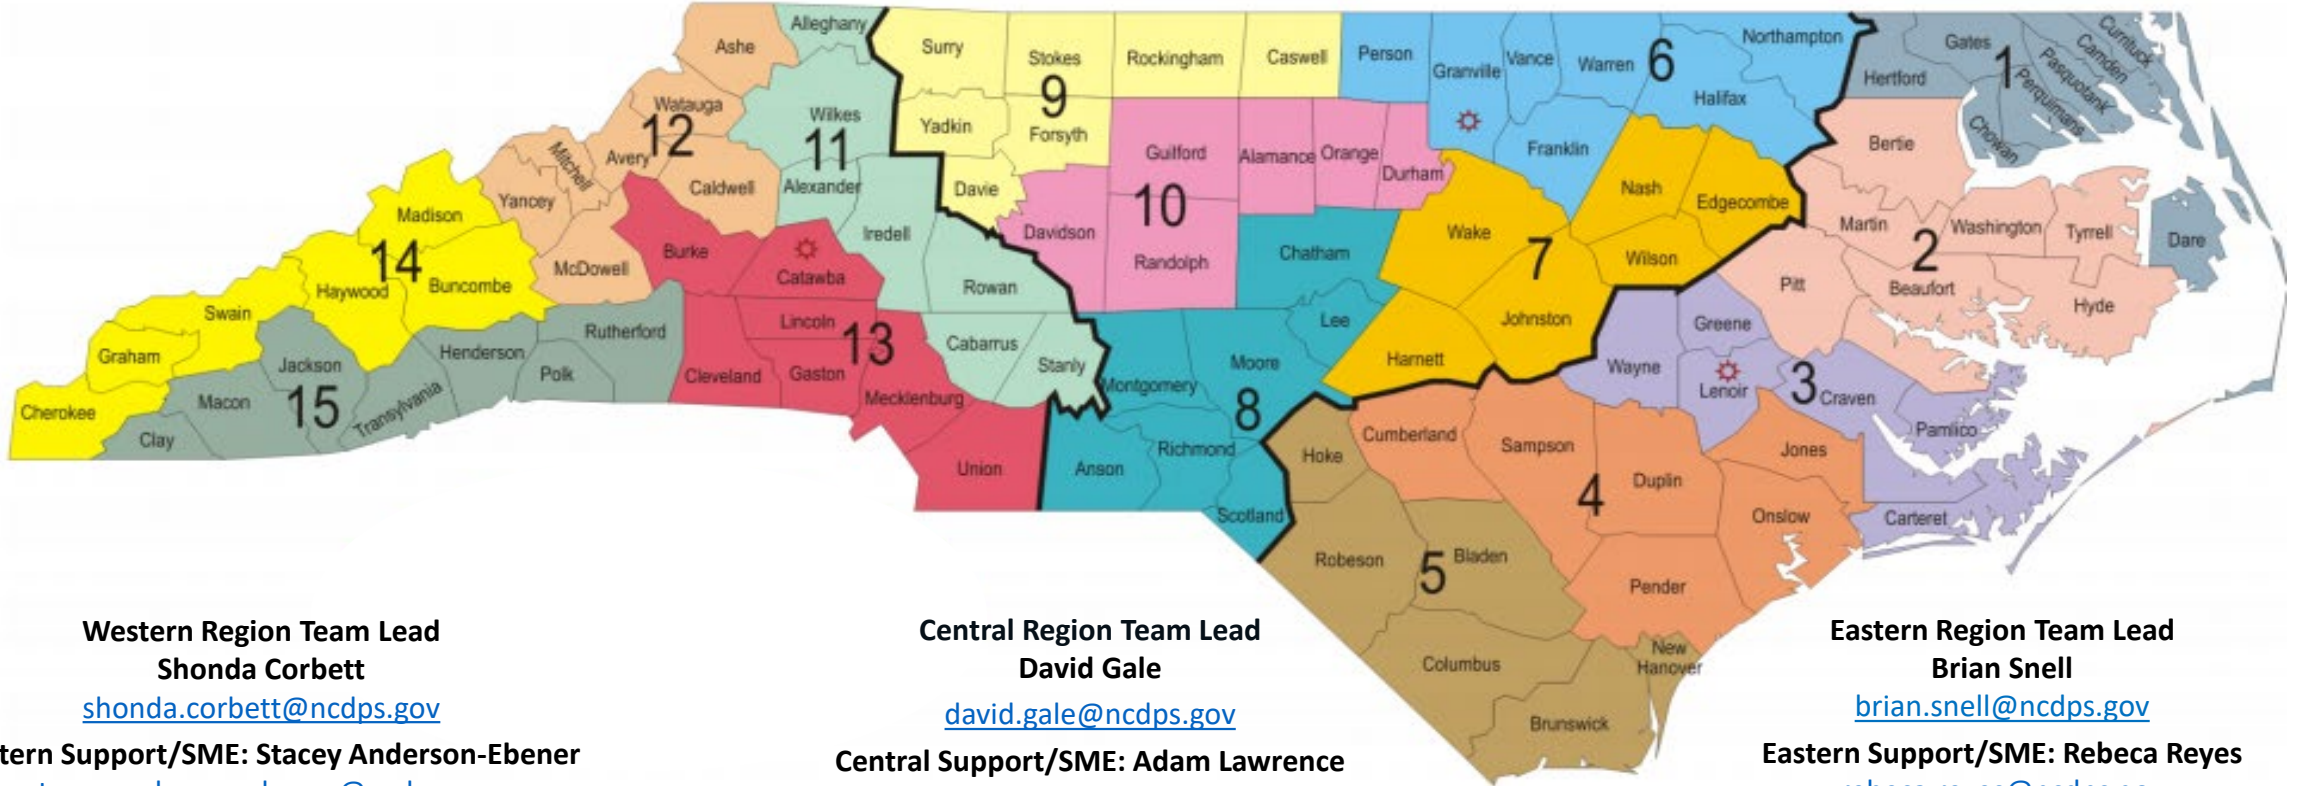 Alleghany
Ashe
Surry
Stokes
Rockingham
Caswell
Person
Granville
Vance
Warren
6
Northampton
Halifax
Franklin
Hertford
Gates
1
Currituck
Camden
Pasquotank
Perquimans
Chowan
Watauga
12
Wilkes
11
Yadkin
9
Forsyth
Avery
Mitchell
Caldwell
Alexander
Davie
Guilford
Alamance
Orange
Durham
10
Nash
Edgecombe
Bertie
Madison
Yancey
14
Burke
Catawba
Iredell
Davidson
Randolph
Chatham
Wake
7
Wilson
Martin
2
Washington
Tyrrell
Dare
Haywood
Buncombe
McDowell
Rowan
Pitt
Beaufort
Hyde
Swain
Rutherford
Lincoln
13
Lee
Johnston
Greene
Graham
Jackson
Henderson
Polk
Cleveland
Gaston
Mecklenburg
Cabarrus
Stanly
Montgomery
Moore
8
Harnett
Wayne
Lenoir
3
Craven
Pamlico
Cherokee
Macon
15
Transylvania
Clay
Union
Anson
Richmond
Scotland
Hoke
Cumberland
Sampson
4
Duplin
Jones
Onslow
Carteret
Robeson
5
Bladen
Pender
Columbus
New
Hanover
Brunswick
Western Region Team Lead
Shonda Corbett
shonda.corbett@ncdps.gov
tern Support/SME: Stacey Anderson-Ebener
Central Region Team Lead
David Gale
david.gale@ncdps.gov
Central Support/SME: Adam Lawrence
Eastern Region Team Lead
Brian Snell
brian.snell@ncdps.gov
Eastern Support/SME: Rebeca Reyes